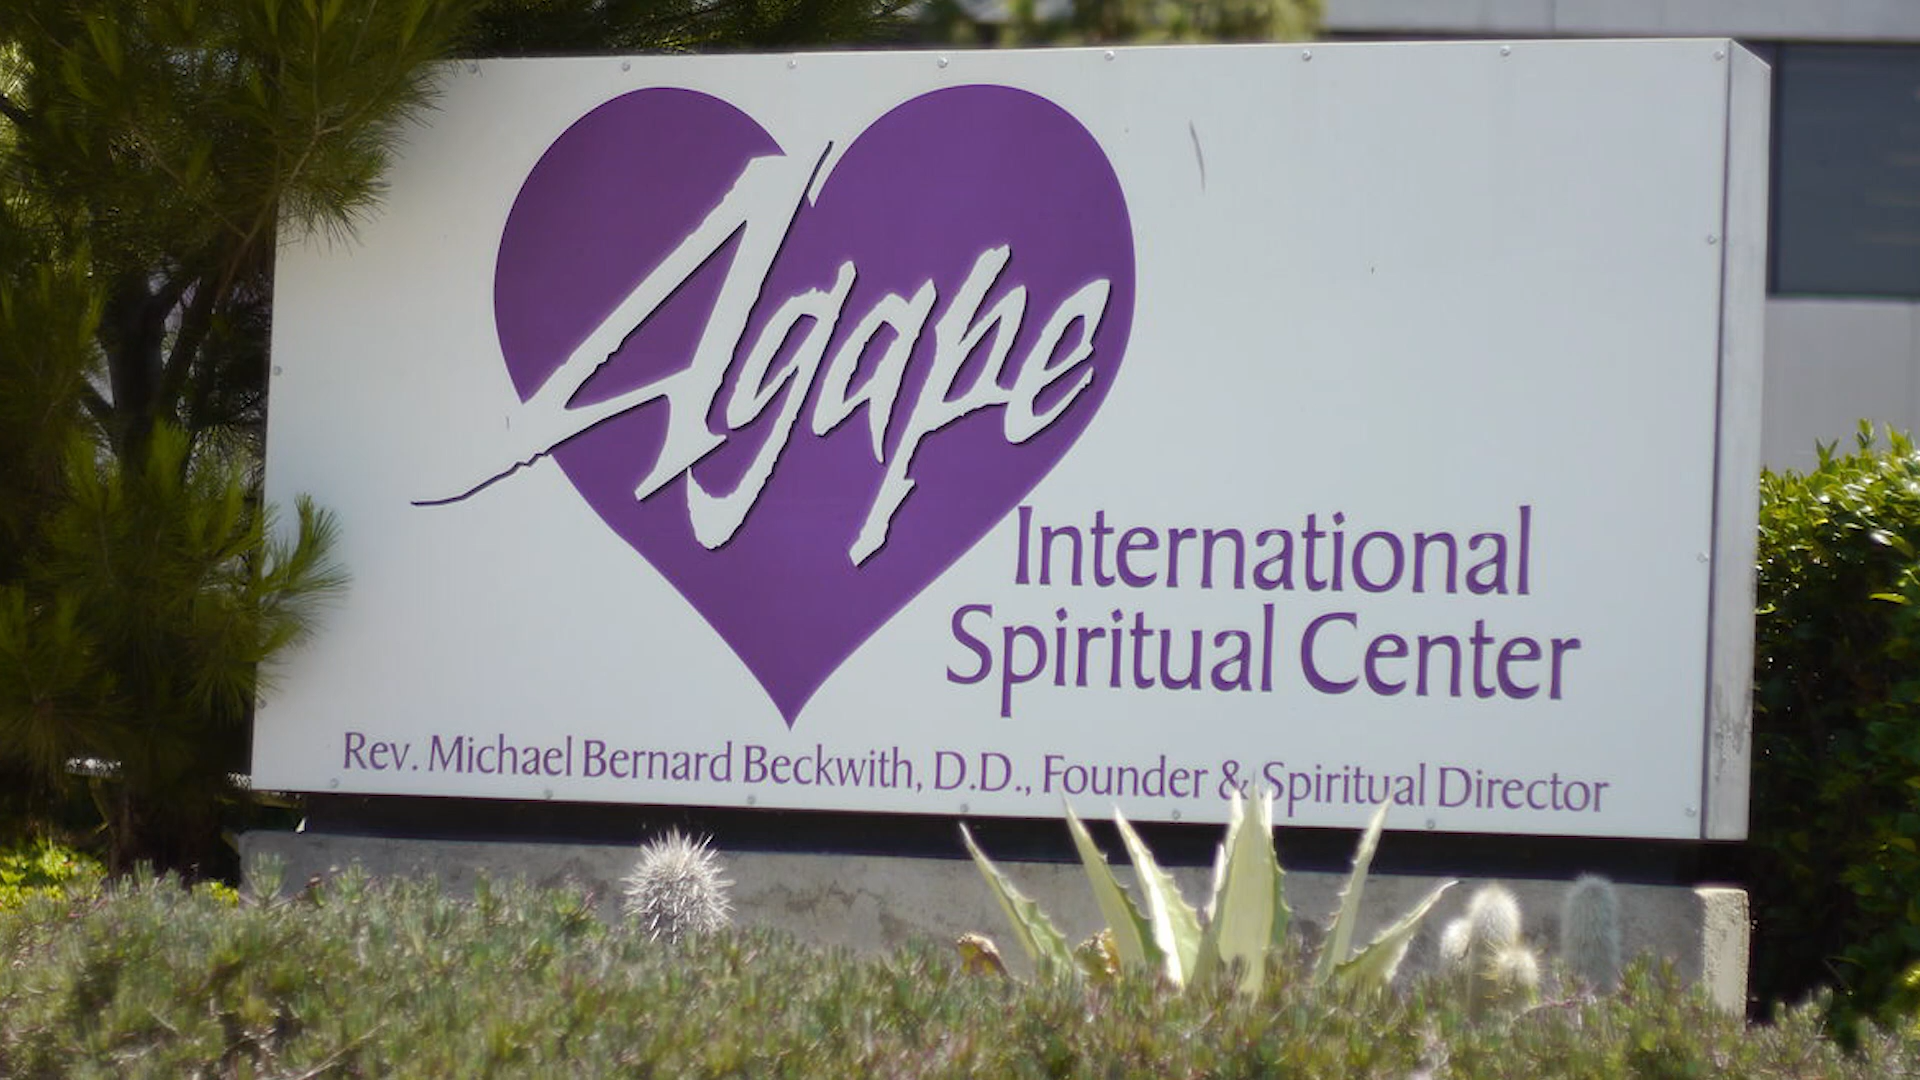 Agape
International
Spiritual Center
Rev. Michael Bernard Beckwith, D.D., Founder & Spiritual Director